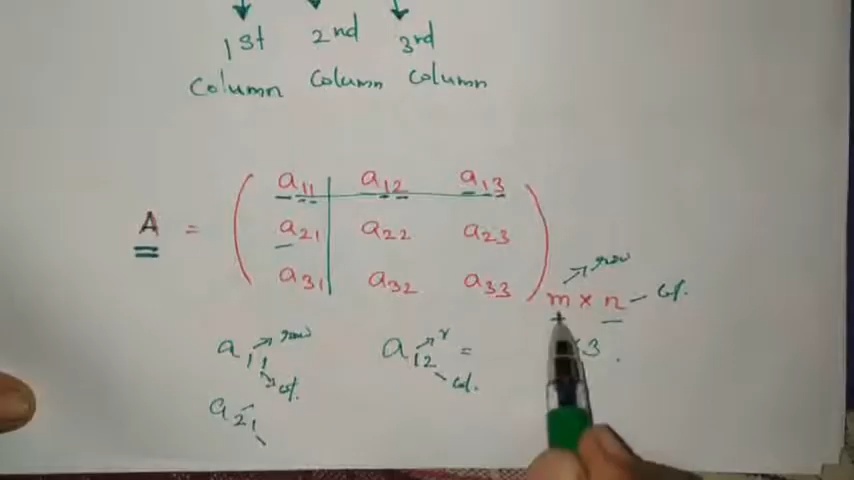 1st 2nd 3rd
Column Column Column
A = ( a11 a12 a13
a21 a22 a23
a31 a32 a33 ) m × n
row
col.
a11 row col.
a12 r col. =
3 .
a21